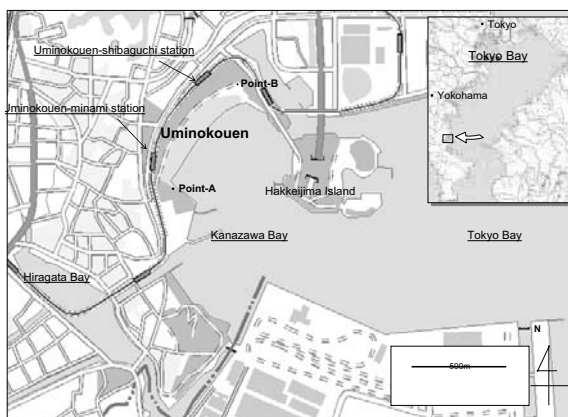 Tokyo
Uminokouen-shibaguchi station
Tokyo Bay
Point-B
Yokohama
Uminokouen-minami station
Uminokouen
Point-A
Hakkeijima Island
Kanazawa Bay
Tokyo Bay
Hiragata Bay
N
500m